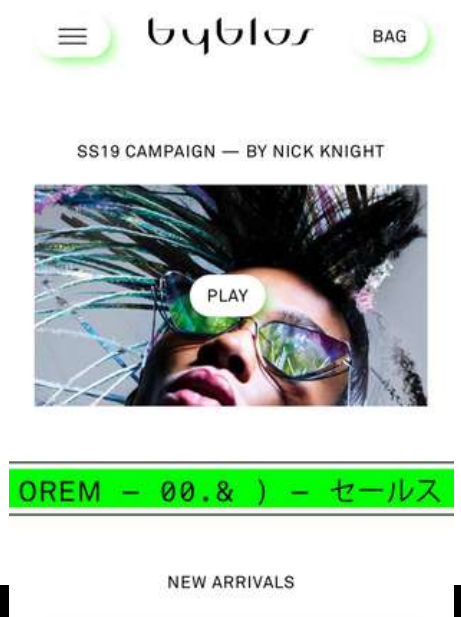 byblos
BAG
SS19 CAMPAIGN — BY NICK KNIGHT
PLAY
OREM — 00.& ) — セールス
NEW ARRIVALS